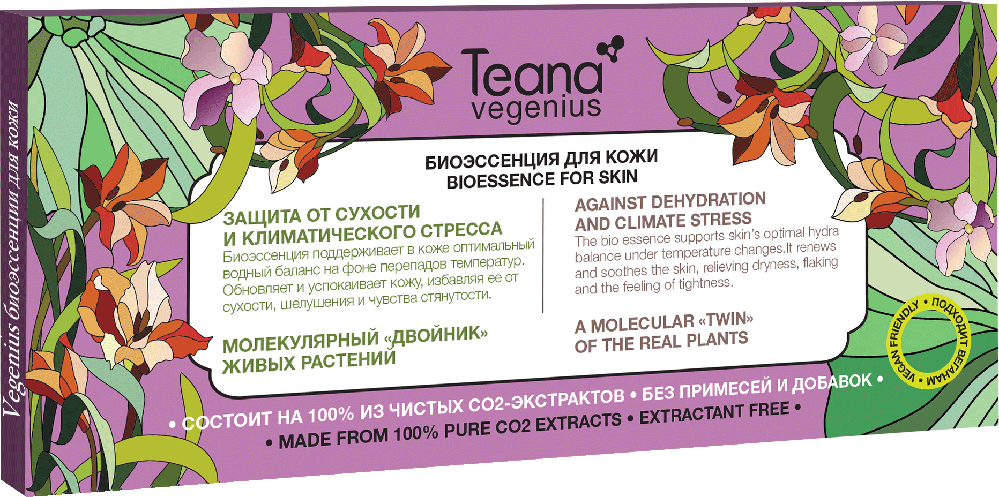 Teana
vegenius
БИОЭССЕНЦИЯ ДЛЯ КОЖИ
BIOESSENCE FOR SKIN
ЗАЩИТА ОТ СУХОСТИ
И КЛИМАТИЧЕСКОГО СТРЕССА
Биоэссенция поддерживает в коже оптимальный
водный баланс на фоне перепадов температур.
Обновляет и успокаивает кожу, избавляя ее от
сухости, шелушения и чувства стянутости.
МОЛЕКУЛЯРНЫЙ «ДВОЙНИК»
ЖИВЫХ РАСТЕНИЙ
AGAINST DEHYDRATION
AND CLIMATE STRESS
The bio essence supports skin's optimal hydra
balance under temperature changes.It renews
and soothes the skin, relieving dryness, flaking
and the feeling of tightness.
A MOLECULAR «TWIN»
OF THE REAL PLANTS
• СОСТОИТ НА 100% ИЗ ЧИСТЫХ СО2-ЭКСТРАКТОВ • БЕЗ ПРИМЕСЕЙ И ДОБАВОК •
• MADE FROM 100% PURE CO2 EXTRACTS • EXTRACTANT FREE •
VEGAN FRIENDLY • ПОДХОДИТ ВЕГАНАМ •
Vegenius биоэссенции для кожи